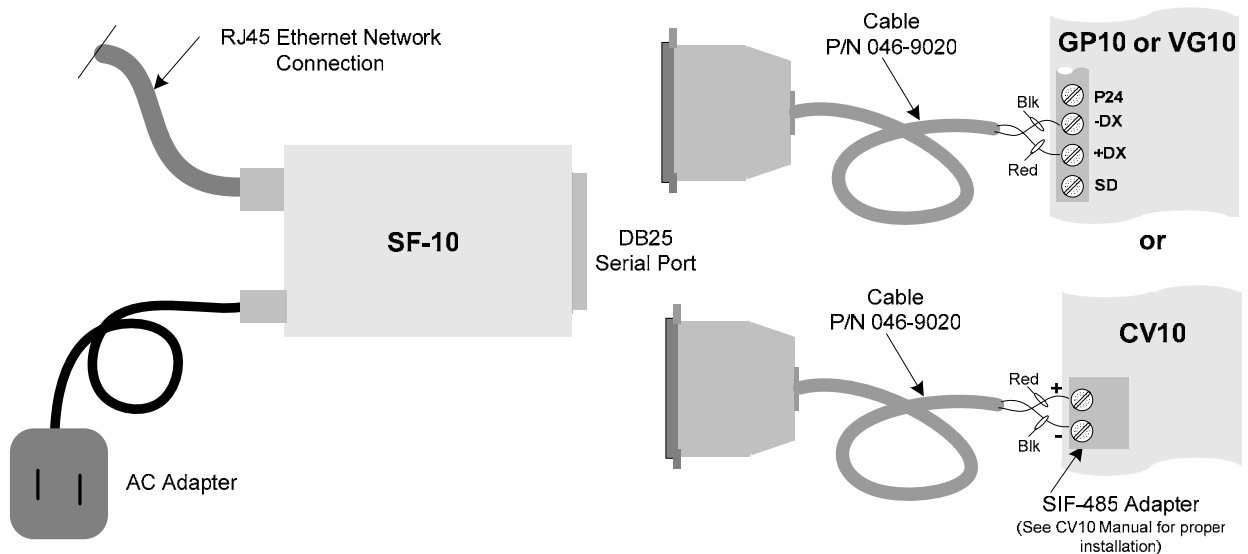 RJ45 Ethernet Network
Connection
SF-10
DB25
Serial Port
AC Adapter
Cable
P/N 046-9020
GP10 or VG10
P24
Blk
-DX
+DX
Red
SD
or
Cable
P/N 046-9020
CV10
Red
+
Blk
-
SIF-485 Adapter
(See CV10 Manual for proper
installation)